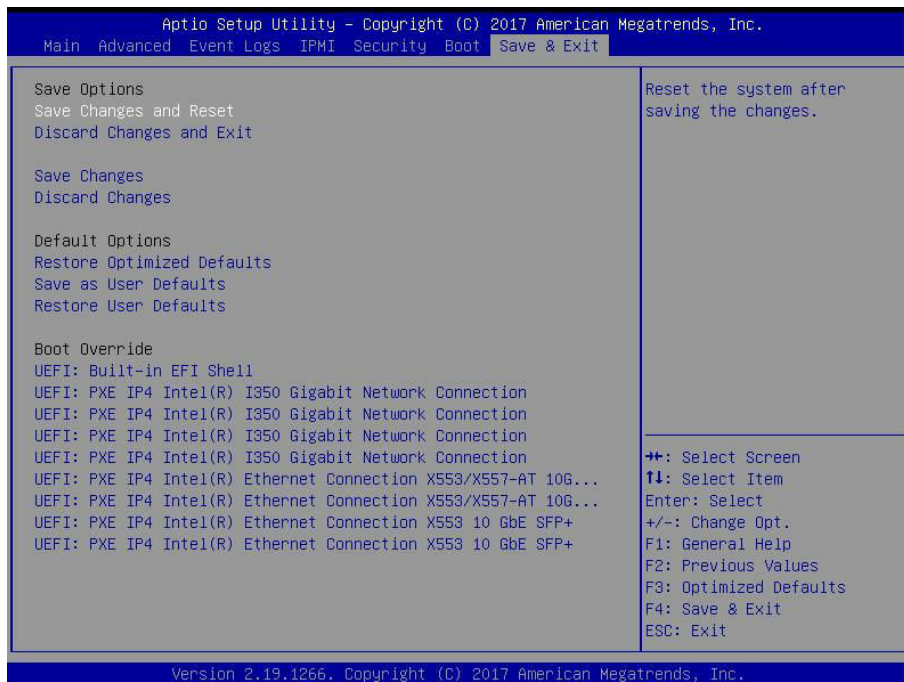 Aptio Setup Utility – Copyright (C) 2017 American Megatrends, Inc.
Main Advanced Event Logs IPMI Security Boot Save & Exit
Save Options
Save Changes and Reset
Discard Changes and Exit
Save Changes
Discard Changes
Default Options
Restore Optimized Defaults
Save as User Defaults
Restore User Defaults
Boot Override
UEFI: Built-in EFI Shell
UEFI: PXE IP4 Intel(R) I350 Gigabit Network Connection
UEFI: PXE IP4 Intel(R) I350 Gigabit Network Connection
UEFI: PXE IP4 Intel(R) I350 Gigabit Network Connection
UEFI: PXE IP4 Intel(R) I350 Gigabit Network Connection
UEFI: PXE IP4 Intel(R) Ethernet Connection X553/X557-AT 10G...
UEFI: PXE IP4 Intel(R) Ethernet Connection X553/X557-AT 10G...
UEFI: PXE IP4 Intel(R) Ethernet Connection X553 10 GbE SFP+
UEFI: PXE IP4 Intel(R) Ethernet Connection X553 10 GbE SFP+
Reset the system after
saving the changes.
→←: Select Screen
↑↓: Select Item
Enter: Select
+/-: Change Opt.
F1: General Help
F2: Previous Values
F3: Optimized Defaults
F4: Save & Exit
ESC: Exit
Version 2.19.1266. Copyright (C) 2017 American Megatrends, Inc.